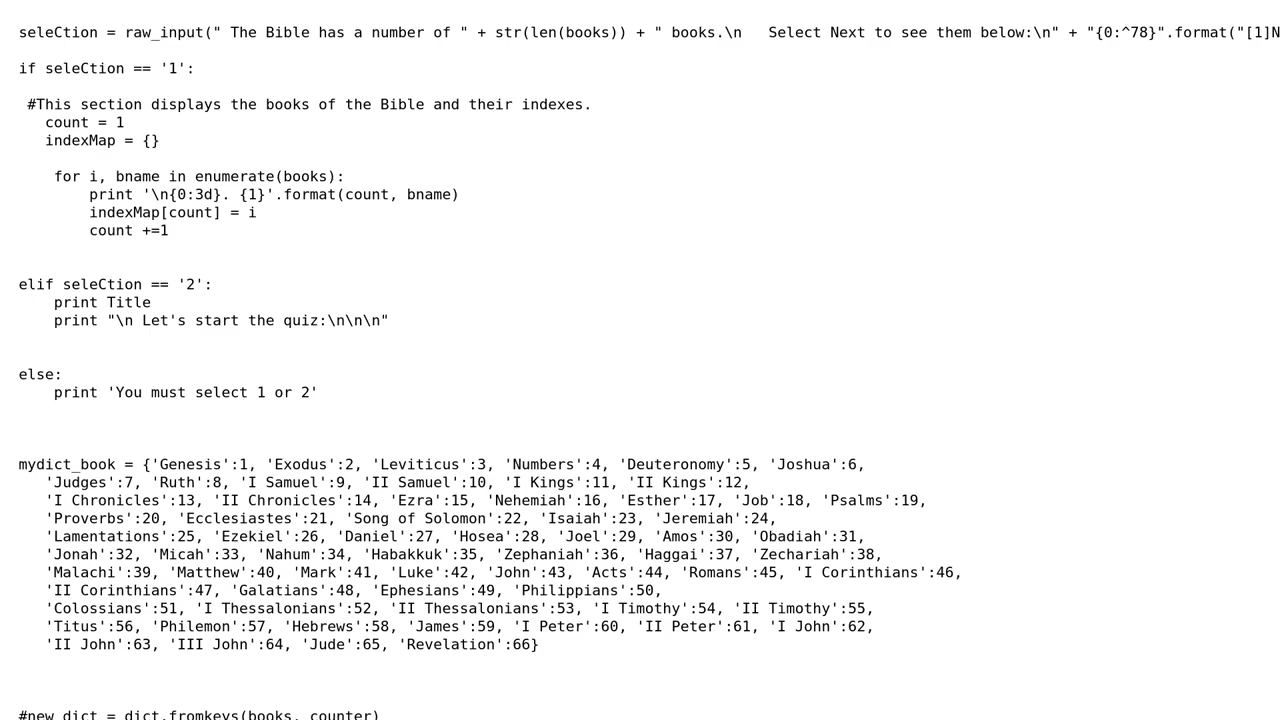 seleCtion = raw_input(" The Bible has a number of " + str(len(books)) + " books.\n   Select Next to see them below:\n" + "{0:^78}".format("[1]N
if seleCtion == '1':
 #This section displays the books of the Bible and their indexes.
   count = 1
   indexMap = {}
    for i, bname in enumerate(books):
        print '\n{0:3d}. {1}'.format(count, bname)
        indexMap[count] = i
        count +=1
elif seleCtion == '2':
    print Title
    print "\n Let's start the quiz:\n\n\n"
else:
    print 'You must select 1 or 2'
mydict_book = {'Genesis':1, 'Exodus':2, 'Leviticus':3, 'Numbers':4, 'Deuteronomy':5, 'Joshua':6,
   'Judges':7, 'Ruth':8, 'I Samuel':9, 'II Samuel':10, 'I Kings':11, 'II Kings':12,
   'I Chronicles':13, 'II Chronicles':14, 'Ezra':15, 'Nehemiah':16, 'Esther':17, 'Job':18, 'Psalms':19,
   'Proverbs':20, 'Ecclesiastes':21, 'Song of Solomon':22, 'Isaiah':23, 'Jeremiah':24,
   'Lamentations':25, 'Ezekiel':26, 'Daniel':27, 'Hosea':28, 'Joel':29, 'Amos':30, 'Obadiah':31,
   'Jonah':32, 'Micah':33, 'Nahum':34, 'Habakkuk':35, 'Zephaniah':36, 'Haggai':37, 'Zechariah':38,
   'Malachi':39, 'Matthew':40, 'Mark':41, 'Luke':42, 'John':43, 'Acts':44, 'Romans':45, 'I Corinthians':46,
   'II Corinthians':47, 'Galatians':48, 'Ephesians':49, 'Philippians':50,
   'Colossians':51, 'I Thessalonians':52, 'II Thessalonians':53, 'I Timothy':54, 'II Timothy':55,
   'Titus':56, 'Philemon':57, 'Hebrews':58, 'James':59, 'I Peter':60, 'II Peter':61, 'I John':62,
   'II John':63, 'III John':64, 'Jude':65, 'Revelation':66}
#new_dict = dict.fromkeys(books, counter)